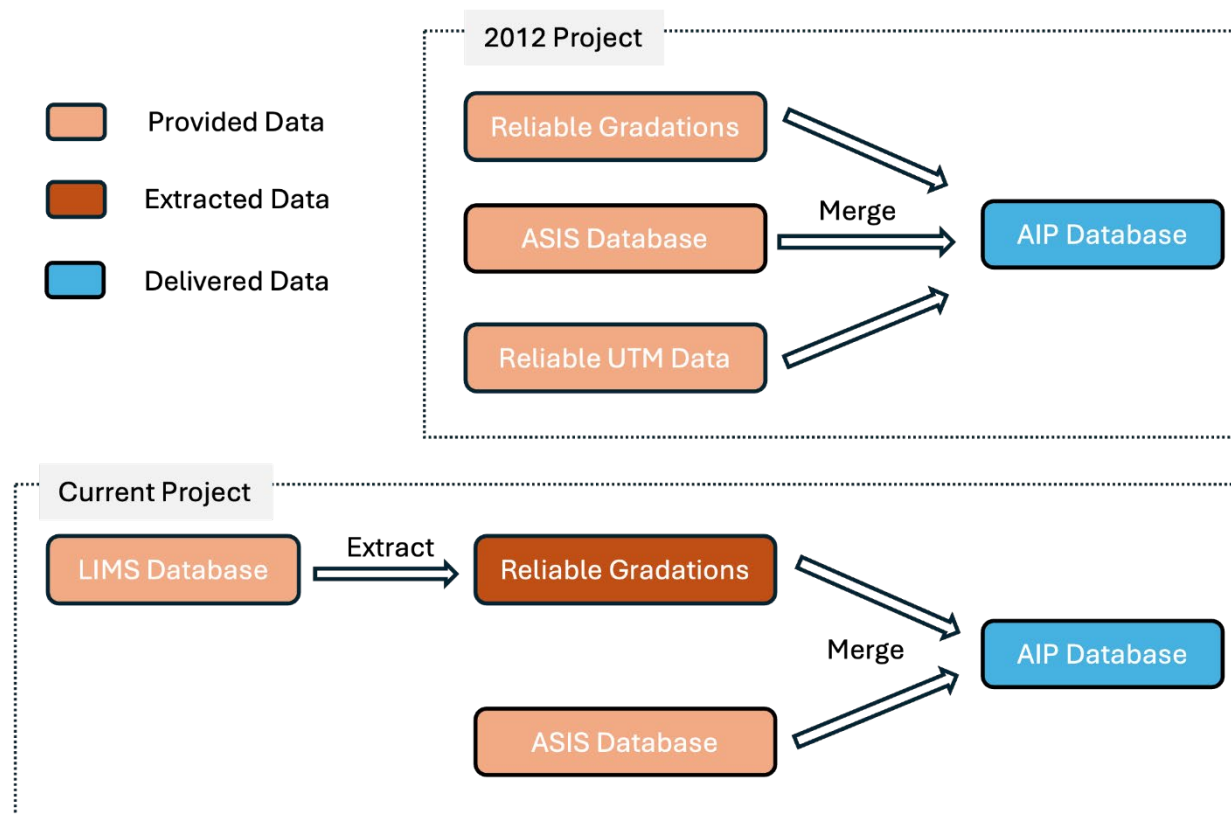 2012 Project
Provided Data
Extracted Data
Delivered Data
Reliable Gradations
ASIS Database
Reliable UTM Data
Merge
AIP Database
Current Project
LIMS Database
Extract
Reliable Gradations
ASIS Database
Merge
AIP Database